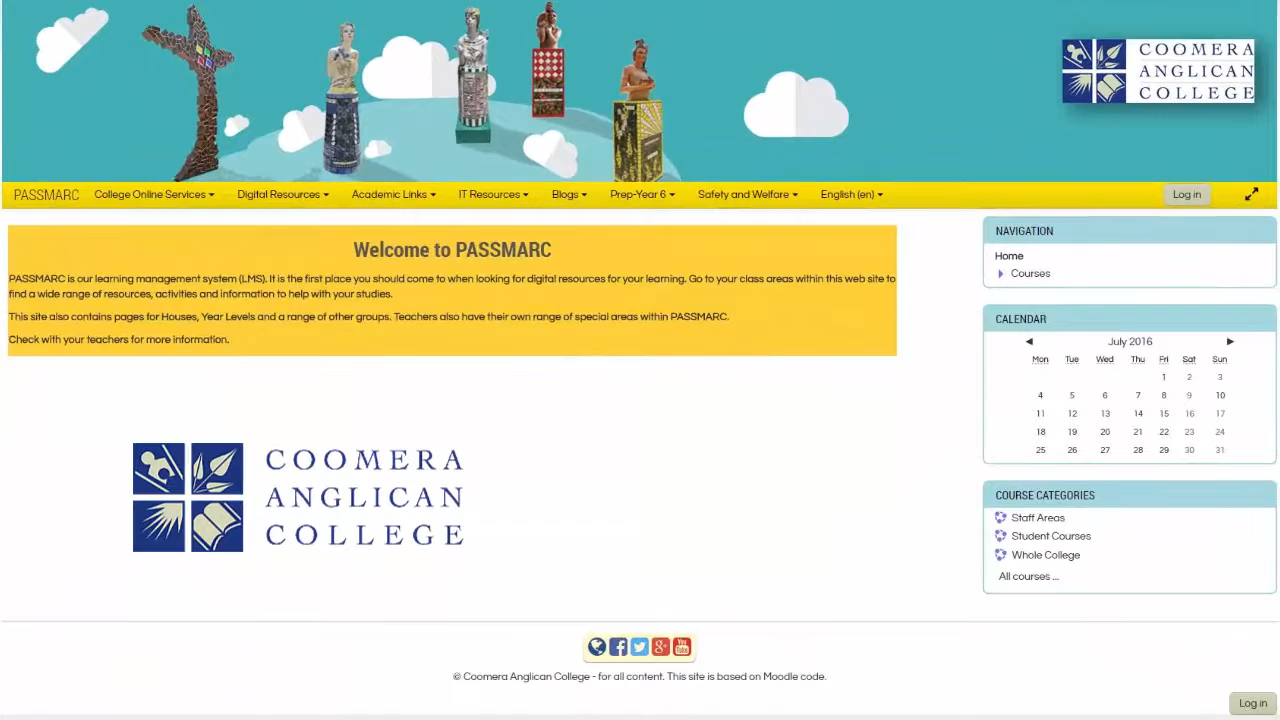 COOMERA
ANGLICAN
COLLEGE
PASSMARC College Online Services Digital Resources Academic Links IT Resources Blogs Prep-Year 6 Safety and Welfare English (en) Log in
Welcome to PASSMARC
PASSMARC is our learning management system (LMS). It is the first place you should come to when looking for digital resources for your learning. Go to your class areas within this web site to
find a wide range of resources, activities and information to help with your studies.
This site also contains pages for Houses, Year Levels and a range of other groups. Teachers also have their own range of special areas within PASSMARC.
Check with your teachers for more information.
COOMERA
ANGLICAN
COLLEGE
NAVIGATION
Home
Courses
CALENDAR
July 2016
Mon Tue Wed Thu Fri Sat Sun
1 2 3
4 5 6 7 8 9 10
11 12 13 14 15 16 17
18 19 20 21 22 23 24
25 26 27 28 29 30 31
COURSE CATEGORIES
Staff Areas
Student Courses
Whole College
All courses ...
You
Tube
© Coomera Anglican College - for all content. This site is based on Moodle code.
Log in